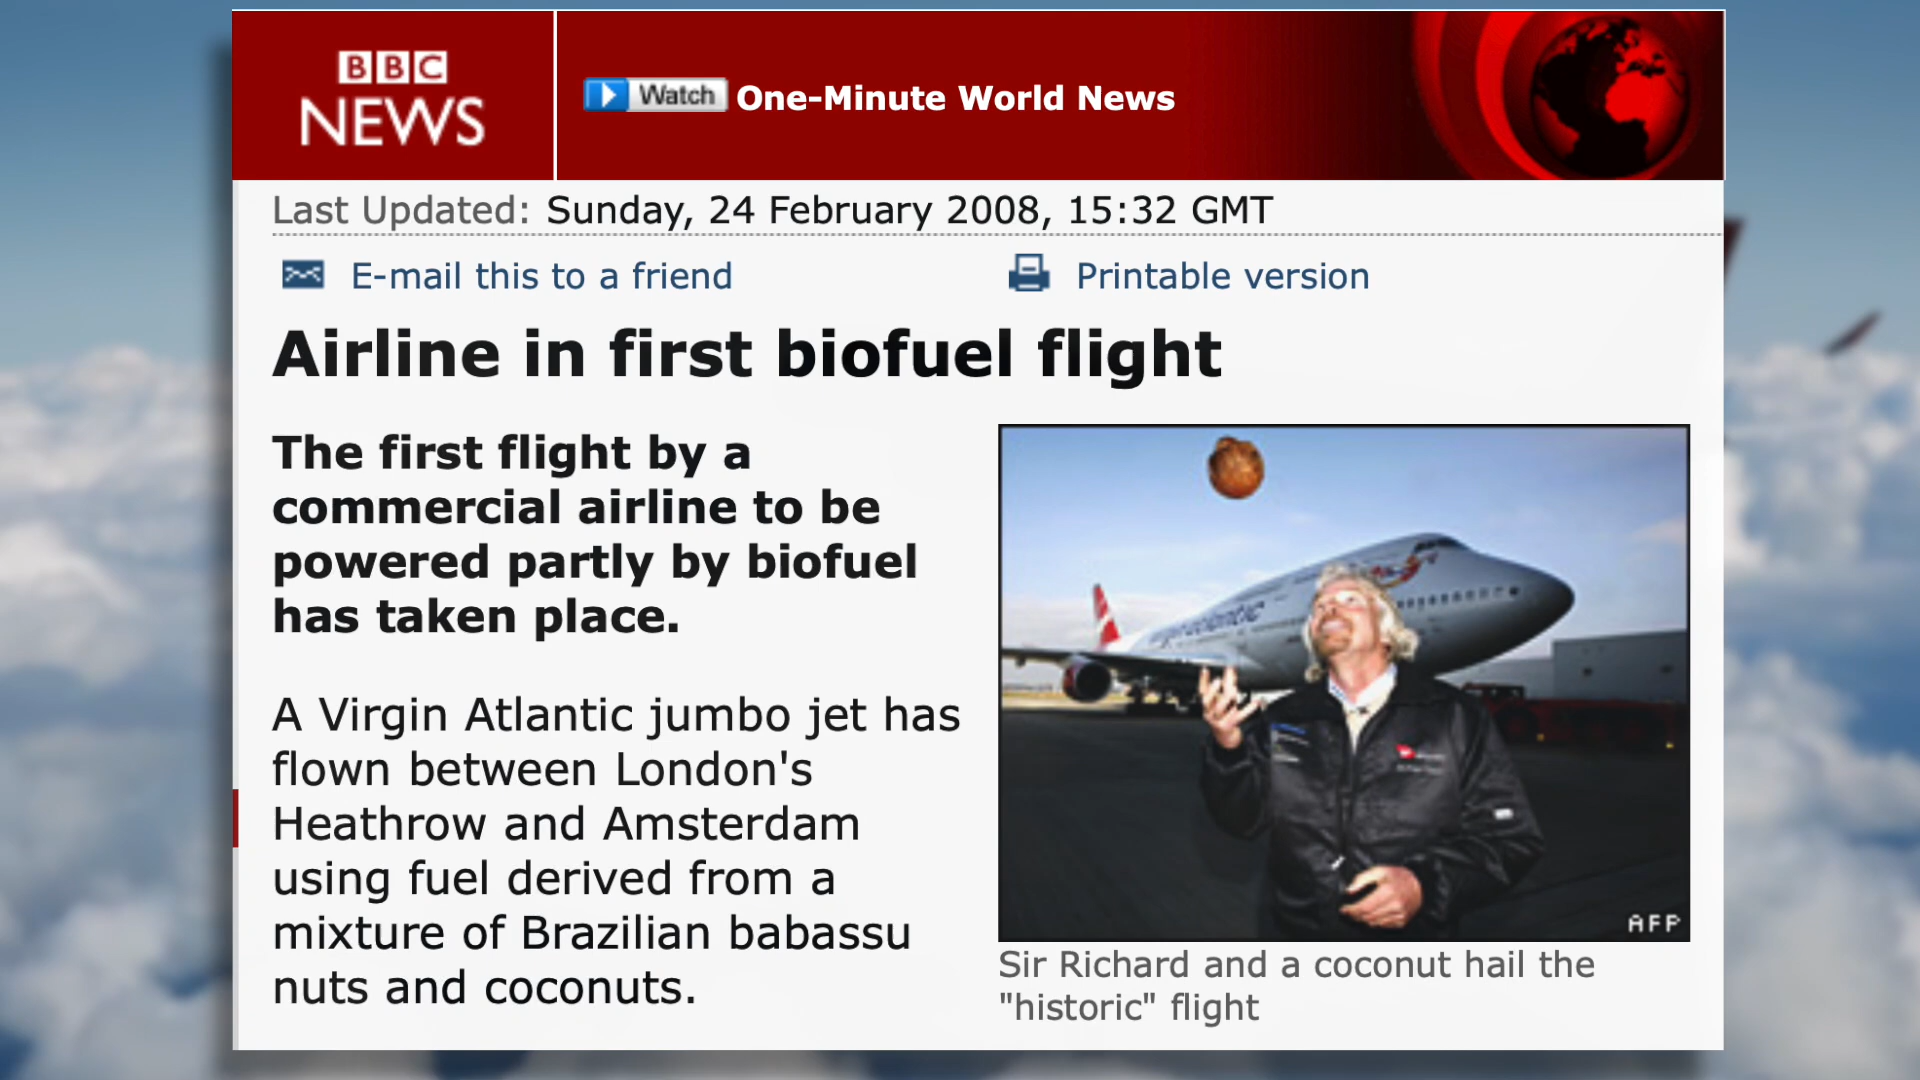 BBC
NEWS
Watch One-Minute World News
Last Updated: Sunday, 24 February 2008, 15:32 GMT
E-mail this to a friend
Printable version
Airline in first biofuel flight
The first flight by a
commercial airline to be
powered partly by biofuel
has taken place.
A Virgin Atlantic jumbo jet has
flown between London's
Heathrow and Amsterdam
using fuel derived from a
mixture of Brazilian babassu
nuts and coconuts.
virgin atlantic
AFP
Sir Richard and a coconut hail the
"historic" flight